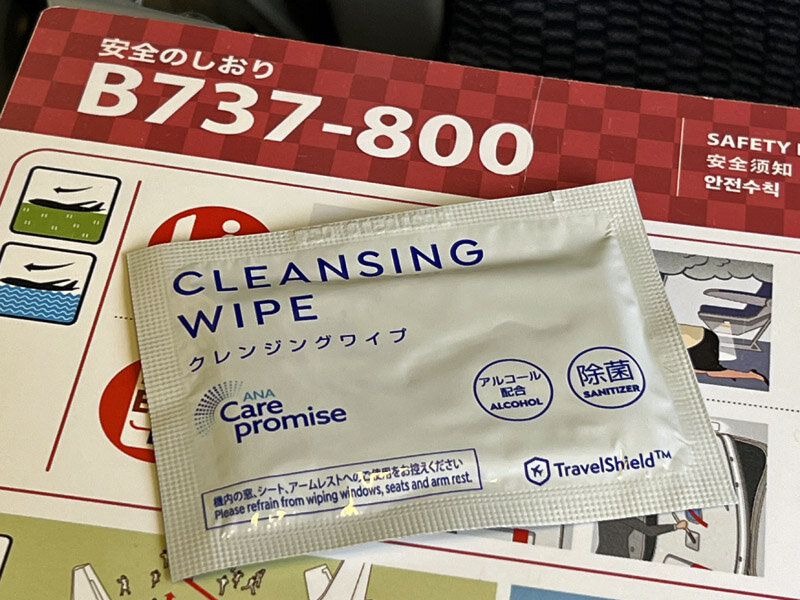 安全のしおり
B737-800
SAFETY
安全须知
안전수칙
CLEANSING
WIPE
クレンジングワイプ
ANA
Care
promise
アルコール
配合
ALCOHOL
除菌
SANITIZER
機内の窓、シート、アームレストへのご使用をお控えください
Please refrain from wiping windows, seats and arm rest.
TravelShield™